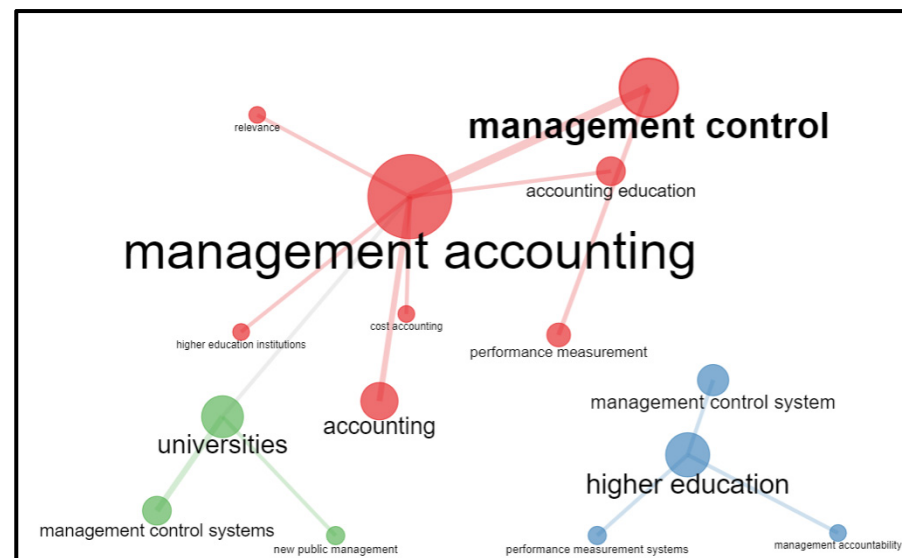 relevance
management control
accounting education
management accounting
cost accounting
higher education institutions
performance measurement
management control system
accounting
universities
higher education
management control systems
new public management
performance measurement systems
management accountability